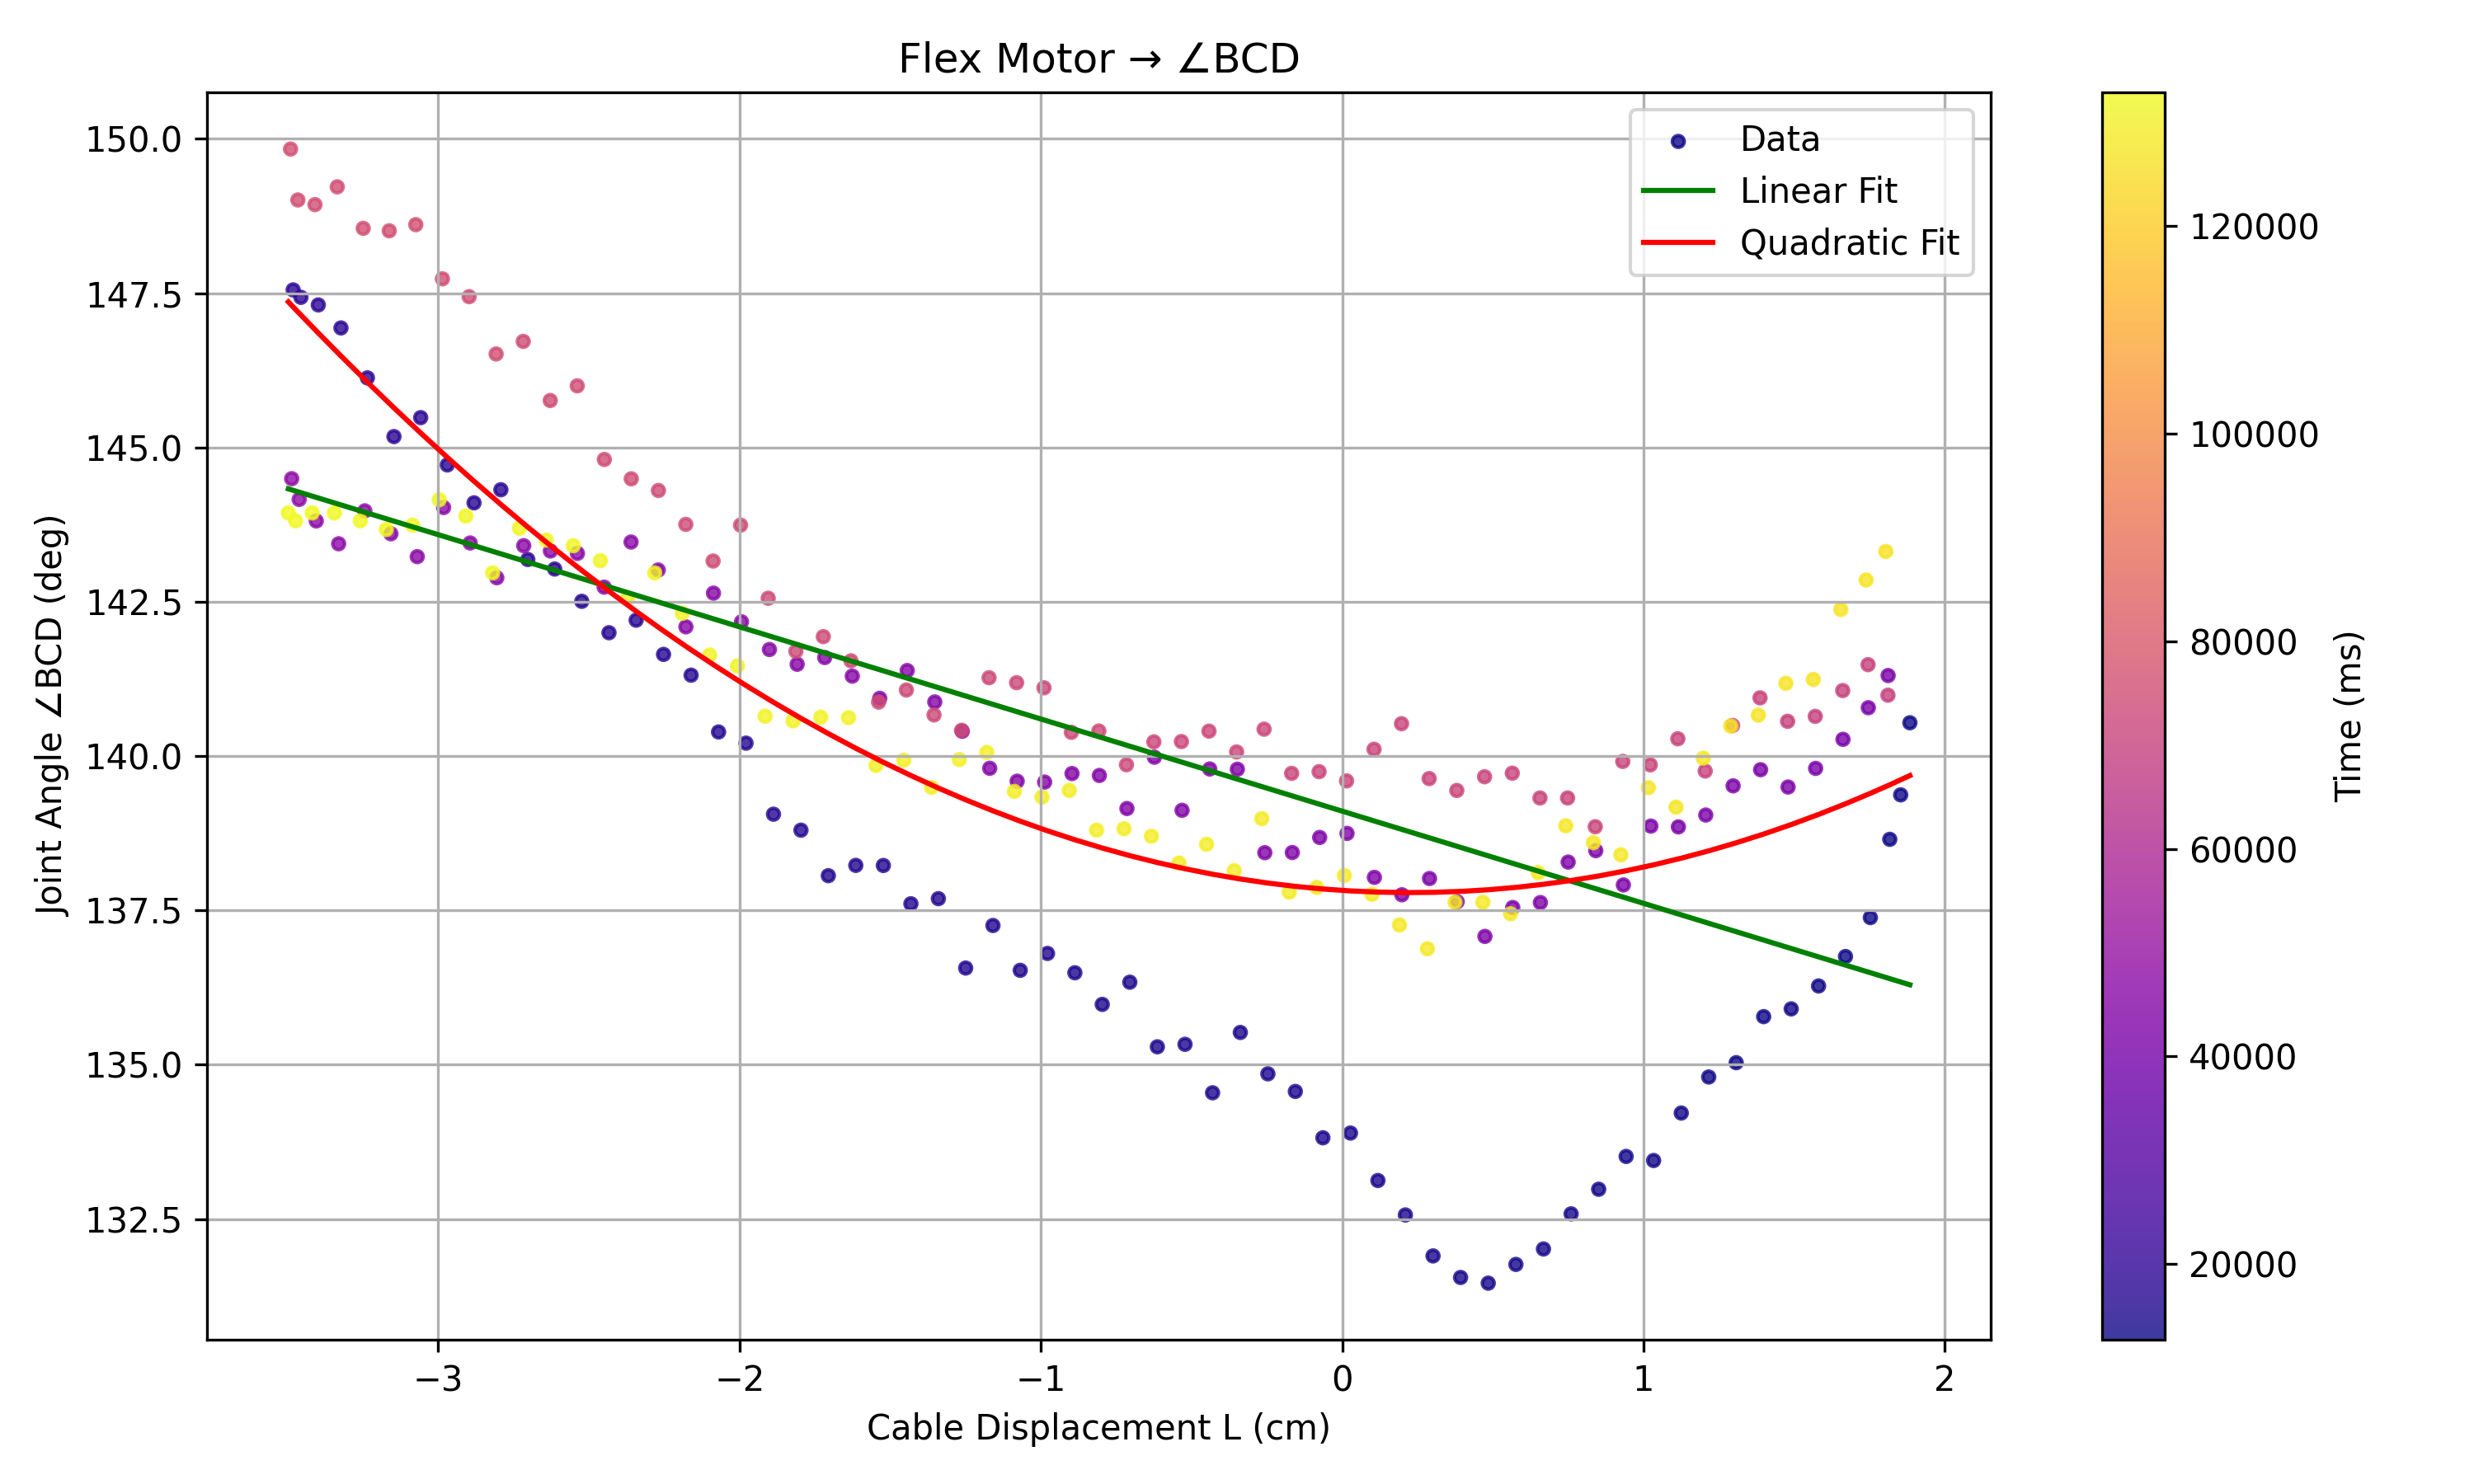 Flex Motor → ∠BCD
Data
Linear Fit
Quadratic Fit
Joint Angle ∠BCD (deg)
150.0
147.5
145.0
142.5
140.0
137.5
135.0
132.5
−3
−2
−1
0
1
2
Cable Displacement L (cm)
120000
100000
80000
60000
40000
20000
Time (ms)